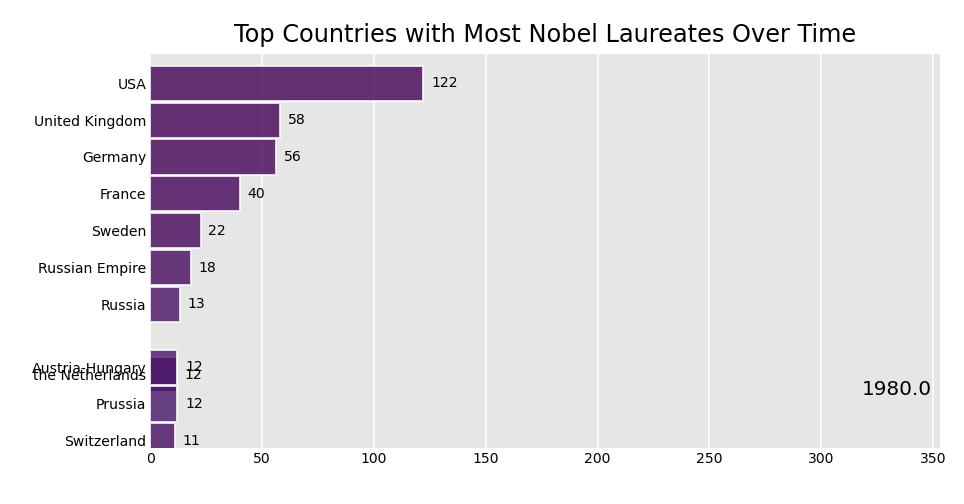 Top Countries with Most Nobel Laureates Over Time
USA 122
United Kingdom 58
Germany 56
France 40
Sweden 22
Russian Empire 18
Russia 13
Austria-Hungary 12
the Netherlands 12
1980.0
Prussia 12
Switzerland 11
0 50 100 150 200 250 300 350